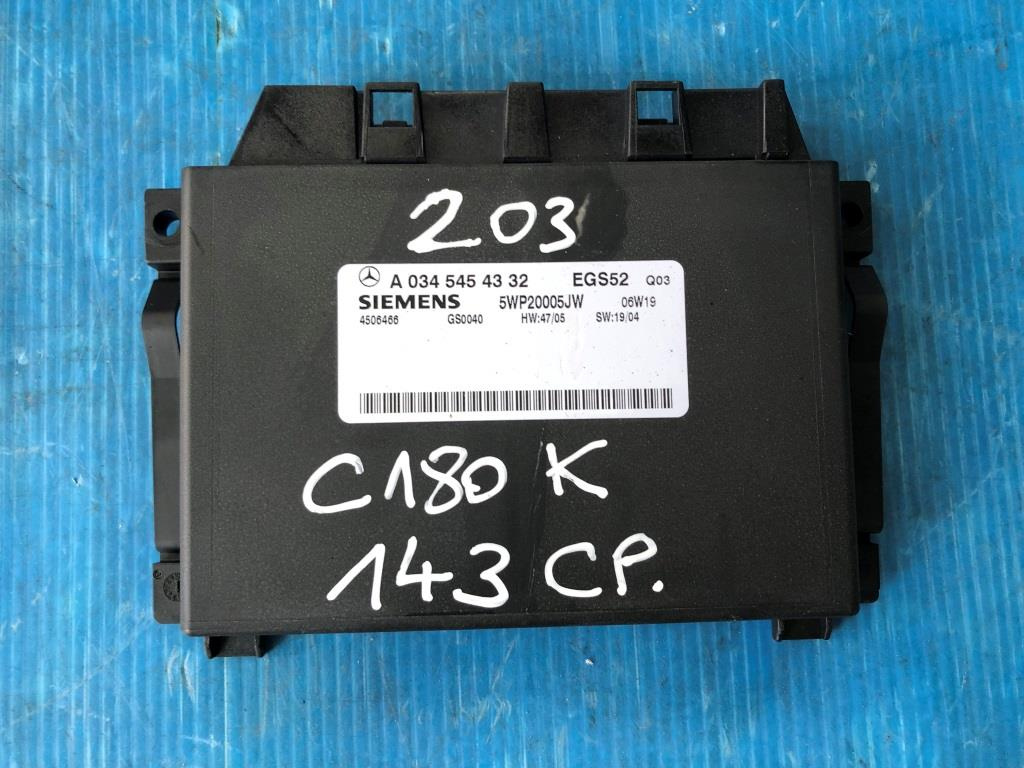 203
A 034 545 43 32 EGS52 Q03
SIEMENS 5WP20005JW 06W19
4506466 GS0040 HW:47/05 SW:19/04
C180 K
143 CP.